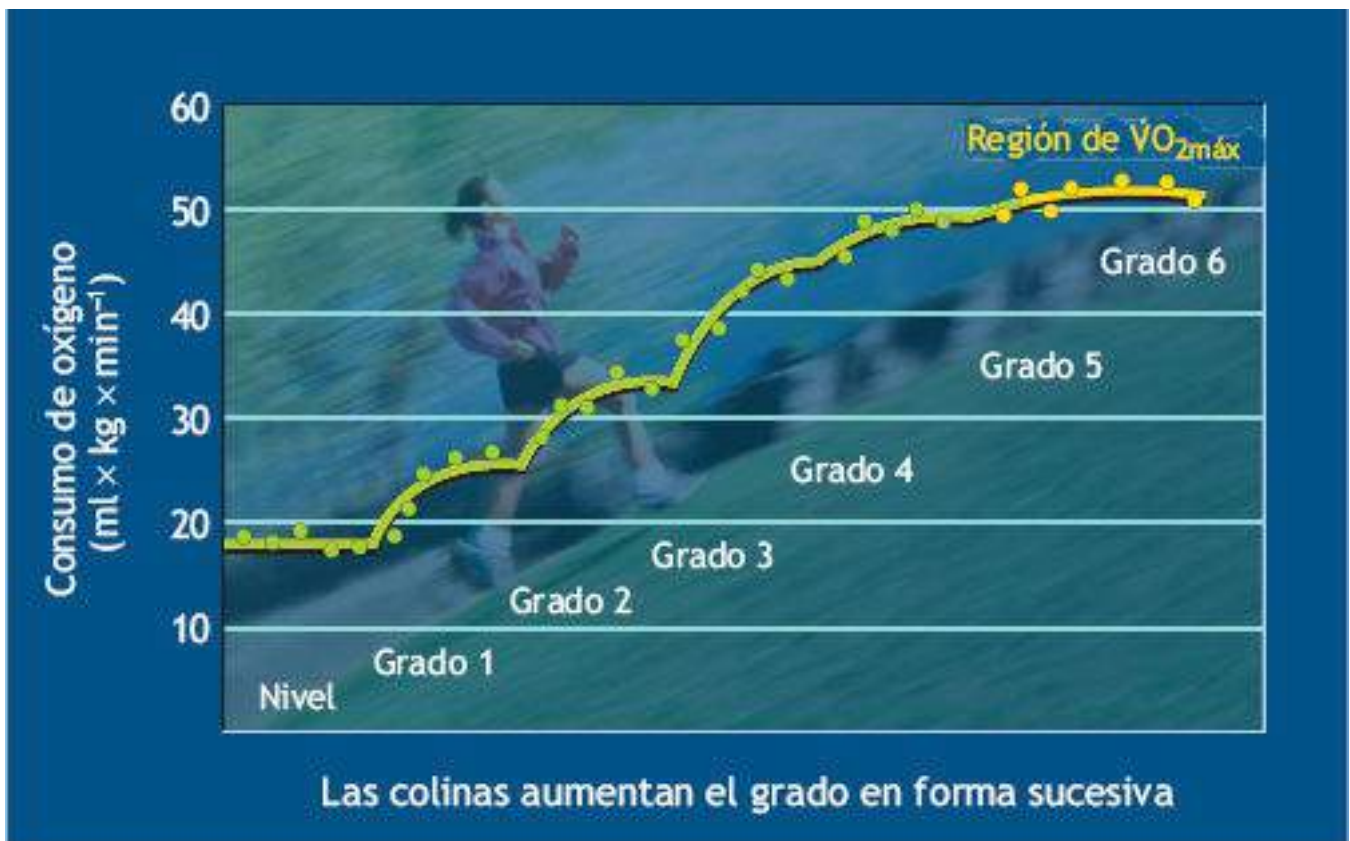 60
Región de V̇O₂máx
50
Grado 6
40
Grado 5
30
Grado 4
20
Grado 3
Grado 2
10
Grado 1
Nivel
Consumo de oxígeno
(ml × kg × min⁻¹)
Las colinas aumentan el grado en forma sucesiva